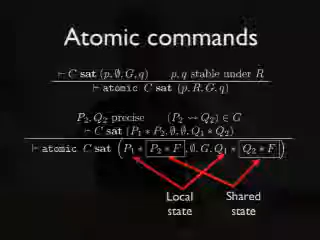 Atomic commands
⊢ C sat (p, ∅, G, q)    p, q stable under R
⊢ atomic C sat (p, R, G, q)
P₂, Q₂ precise    (P₂ ⇝ Q₂) ∈ G
⊢ C sat (P₁ * P₂, ∅, ∅, Q₁ * Q₂)
⊢ atomic C sat (P₁ * P₂ * F, ∅, G, Q₁ * Q₂ * F)
Local Shared
state state